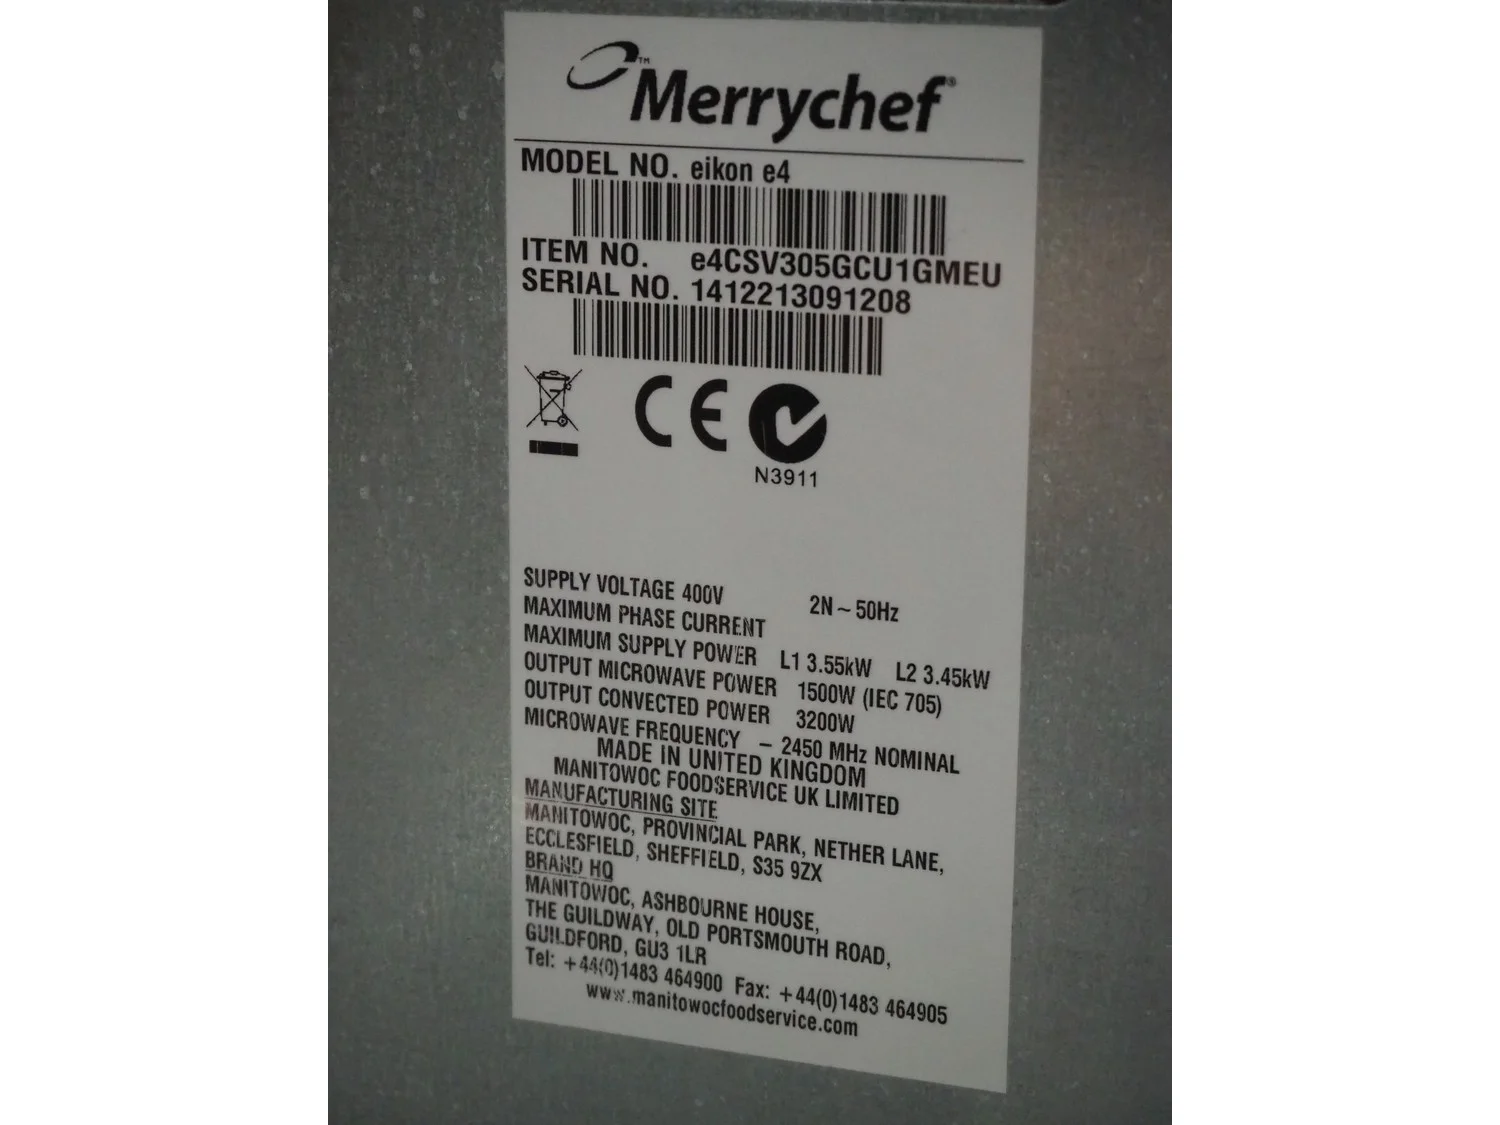 Merrychef®
MODEL NO. eikon e4
ITEM NO. e4CSV305GCU1GMEU
SERIAL NO. 1412213091208
CE
N3911
SUPPLY VOLTAGE 400V 2N ~ 50Hz
MAXIMUM PHASE CURRENT
MAXIMUM SUPPLY POWER L1 3.55kW L2 3.45kW
OUTPUT MICROWAVE POWER 1500W (IEC 705)
OUTPUT CONVECTED POWER 3200W
MICROWAVE FREQUENCY – 2450 MHz NOMINAL
MADE IN UNITED KINGDOM
MANITOWOC FOODSERVICE UK LIMITED
MANUFACTURING SITE
MANITOWOC, PROVINCIAL PARK, NETHER LANE,
ECCLESFIELD, SHEFFIELD, S35 9ZX
BRAND HQ
MANITOWOC, ASHBOURNE HOUSE,
THE GUILDWAY, OLD PORTSMOUTH ROAD,
GUILDFORD, GU3 1LR
Tel: +44(0)1483 464900 Fax: +44(0)1483 464905
www.manitowocfoodservice.com